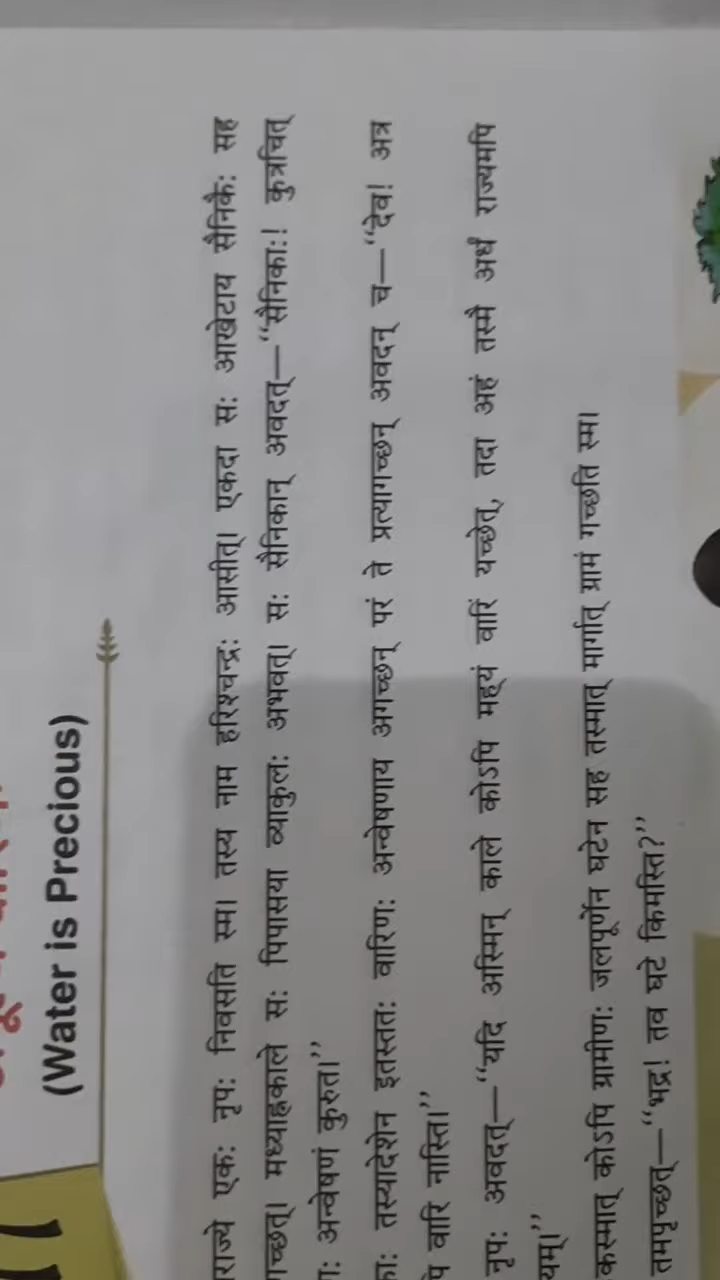 (Water is Precious)
राज्ये एकः नृपः निवसति स्म। तस्य नाम हरिश्चन्द्रः आसीत्। एकदा सः आखेटाय सैनिकैः सह
गच्छत्। मध्याह्नकाले सः पिपासया व्याकुलः अभवत्। सः सैनिकान् अवदत्—“सैनिकाः! कुत्रचित्
अन्वेषणं कुरुत।”
तस्यादेशेन इतस्ततः वारिणः अन्वेषणाय अगच्छन् परं ते प्रत्यागच्छन् अवदन् च—“देव! अत्र
वारि नास्ति।”
नृपः अवदत्—“यदि अस्मिन् काले कोऽपि मह्यं वारि यच्छेत्, तदा अहं तस्मै अर्धं राज्यमपि
कस्मात् कोऽपि ग्रामीणः जलपूर्णेन घटेन सह तस्मात् मार्गात् ग्रामं गच्छति स्म।
तमपृच्छत्—“भद्र! तव घटे किमस्ति?”